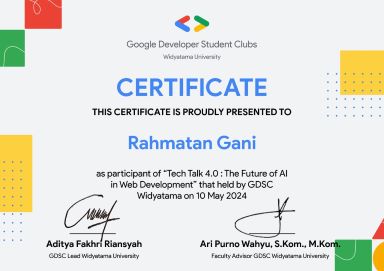 Google Developer Student Clubs
Widyatama University
CERTIFICATE
THIS CERTIFICATE IS PROUDLY PRESENTED TO
Rahmatan Gani
as participant of "Tech Talk 4.0 : The Future of AI
in Web Development" that held by GDSC
Widyatama on 10 May 2024
Aditya Fakhri Riansyah
GDSC Lead Widyatama University
Ari Purno Wahyu, S.Kom., M.Kom.
Faculty Advisor GDSC Widyatama University